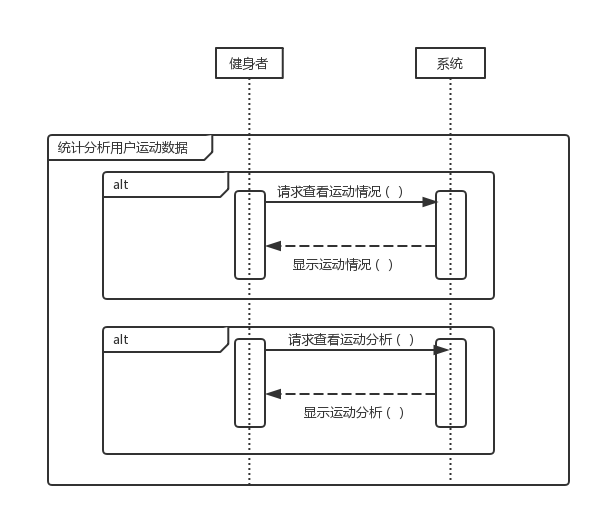 健身者
系统
统计分析用户运动数据
alt
请求查看运动情况（ ）
显示运动情况（ ）
alt
请求查看运动分析（ ）
显示运动分析（ ）